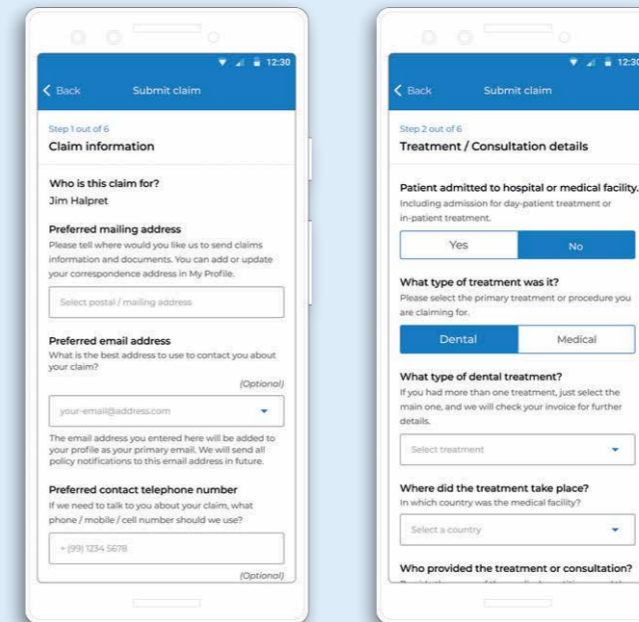 12:30
Back
Submit claim
Step 1 out of 6
Claim information
Who is this claim for?
Jim Halpret
Preferred mailing address
Please tell where would you like us to send claims
information and documents. You can add or update
your correspondence address in My Profile.
Select postal / mailing address
Preferred email address
What is the best address to use to contact you about
your claim?
(Optional)
your-email@address.com
The email address you entered here will be added to
your profile as your primary email. We will send all
policy notifications to this email address in future.
Preferred contact telephone number
If we need to talk to you about your claim, what
phone / mobile / cell number should we use?
+ (99) 1234 5678
(Optional)
12:30
Back
Submit claim
Step 2 out of 6
Treatment / Consultation details
Patient admitted to hospital or medical facility.
Including admission for day-patient treatment or
in-patient treatment.
Yes
No
What type of treatment was it?
Please select the primary treatment or procedure you
are claiming for.
Dental
Medical
What type of dental treatment?
If you had more than one treatment, just select the
main one, and we will check your invoice for further
details.
Select treatment
Where did the treatment take place?
In which country was the medical facility?
Select a country
Who provided the treatment or consultation?